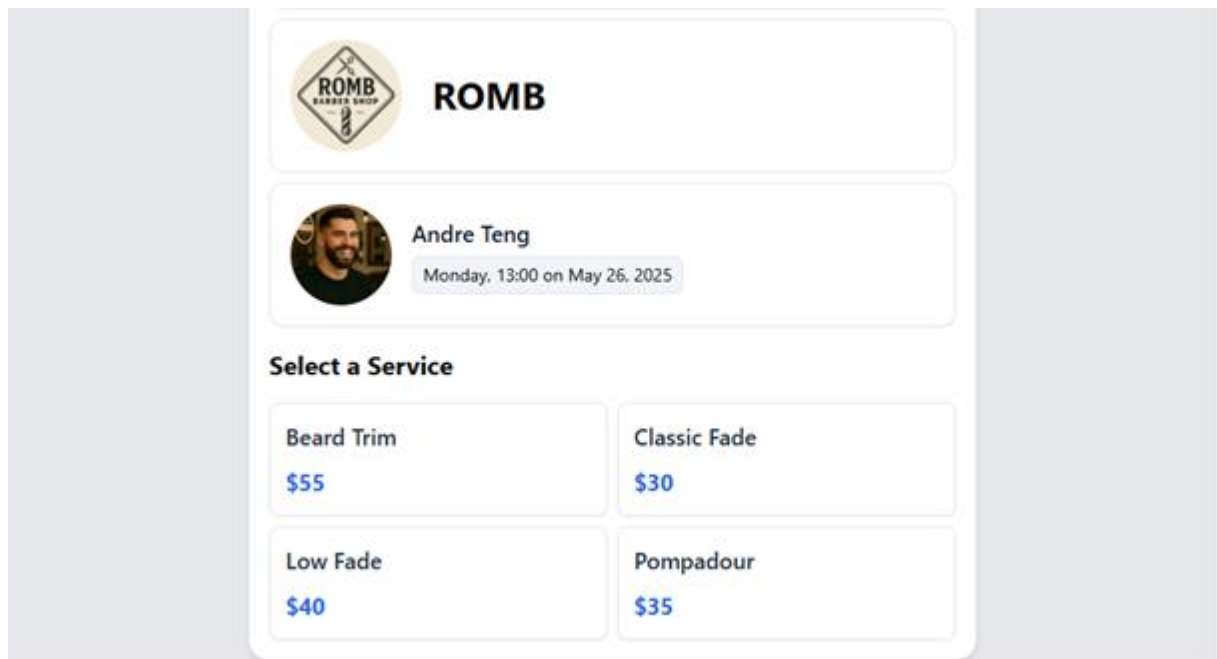 ROMB
BARBER SHOP
ROMB
Andre Teng
Monday, 13:00 on May 26, 2025
Select a Service
Beard Trim
$55
Classic Fade
$30
Low Fade
$40
Pompadour
$35